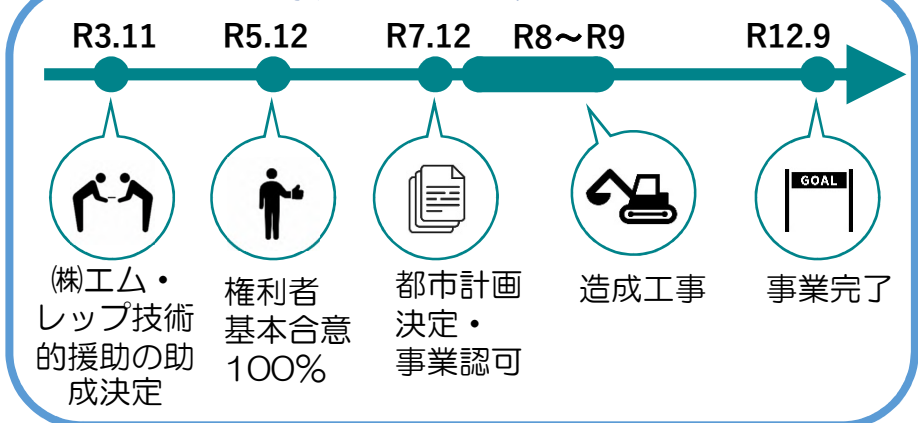 R3.11
R5.12
R7.12
R8～R9
R12.9
GOAL
㈱エム・
レップ技術
的援助の助
成決定
権利者
基本合意
100%
都市計画
決定・
事業認可
造成工事
事業完了